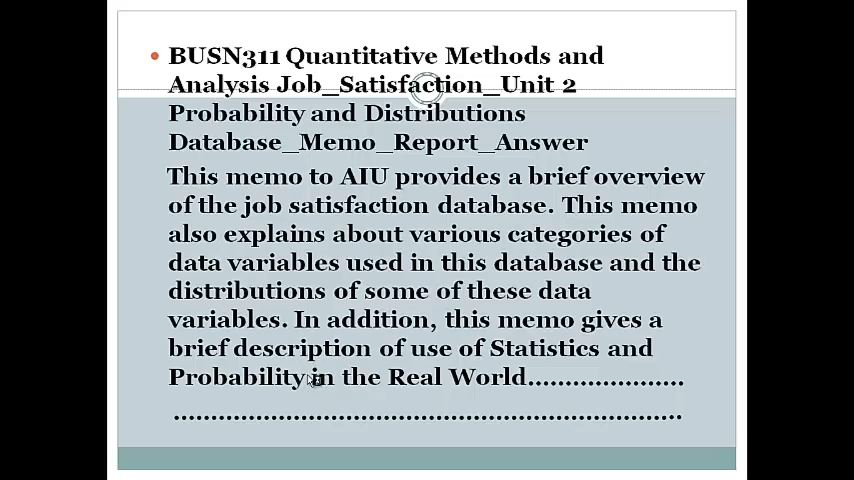 BUSN311 Quantitative Methods and
Analysis Job_Satisfaction_Unit 2
Probability and Distributions
Database_Memo_Report_Answer
This memo to AIU provides a brief overview
of the job satisfaction database. This memo
also explains about various categories of
data variables used in this database and the
distributions of some of these data
variables. In addition, this memo gives a
brief description of use of Statistics and
Probability in the Real World.....................
....................................................................